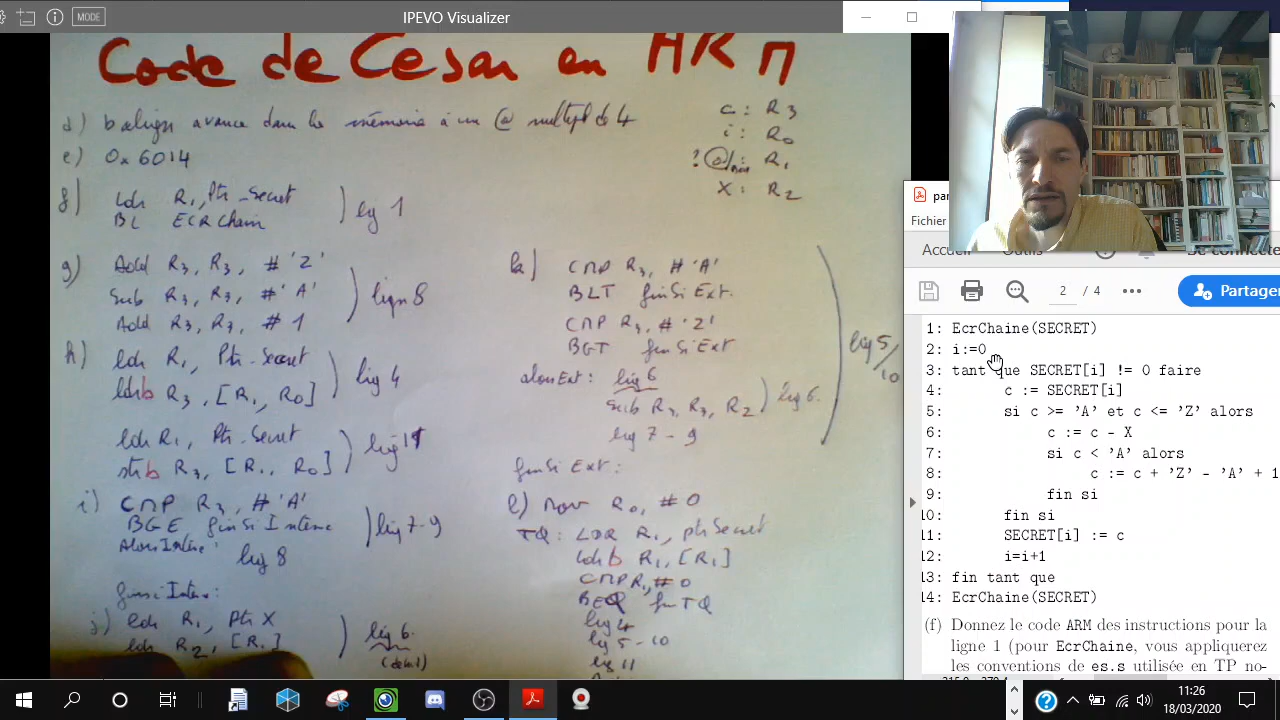 IPEVO Visualizer
MODE
Code de Cesar en ARM
d) balign avance dans la mémoire à un @ multiple de 4
e) 0x6014
f) ldr R1, Ptr_Secret
BL ECRChain
lig 1
g) Add R3, R3, #'Z'
Sub R3, R3, #'A'
Add R3, R3, #1
lign 8
h) ldr R1, Ptr_Secret
ldrb R3, [R1, R0]
lig 4
ldr R1, Ptr_Secret
strb R3, [R1, R0]
lig 11
i) CMP R3, #'A'
BGE finSiInterne
AlorsInterne:
lig 8
finsiInterne:
lig 7-9
j) ldr R1, Ptr X
ldr R2, [R1]
lig 6
(début)
c: R3
i: R0
R1
X: R2
k) CMP R3, #'A'
BLT finSiExt.
CMP R3, #'Z'
BGT finSiExt
alorsExt: lig 6
sub R3, R3, R2
lig 6.
lig 7-9
finSiExt:
lig 5/10
l) mov R0, #0
TQ: LDR R1, ptrSecret
ldrb R1, [R1]
CMP R1, #0
BEQ finTQ
lig 4
lig 5-10
lig 11
Fichier
Accueil
Outils
Se connecter
2 / 4
Partager
1: EcrChaine(SECRET)
2: i:=0
3: tant que SECRET[i] != 0 faire
4: c := SECRET[i]
5: si c >= 'A' et c <= 'Z' alors
6: c := c - X
7: si c < 'A' alors
8: c := c + 'Z' - 'A' + 1
9: fin si
10: fin si
11: SECRET[i] := c
12: i=i+1
13: fin tant que
14: EcrChaine(SECRET)
(f) Donnez le code ARM des instructions pour la
ligne 1 (pour EcrChaine, vous appliquerez
les conventions de es.s utilisée en TP no-
11:26
18/03/2020